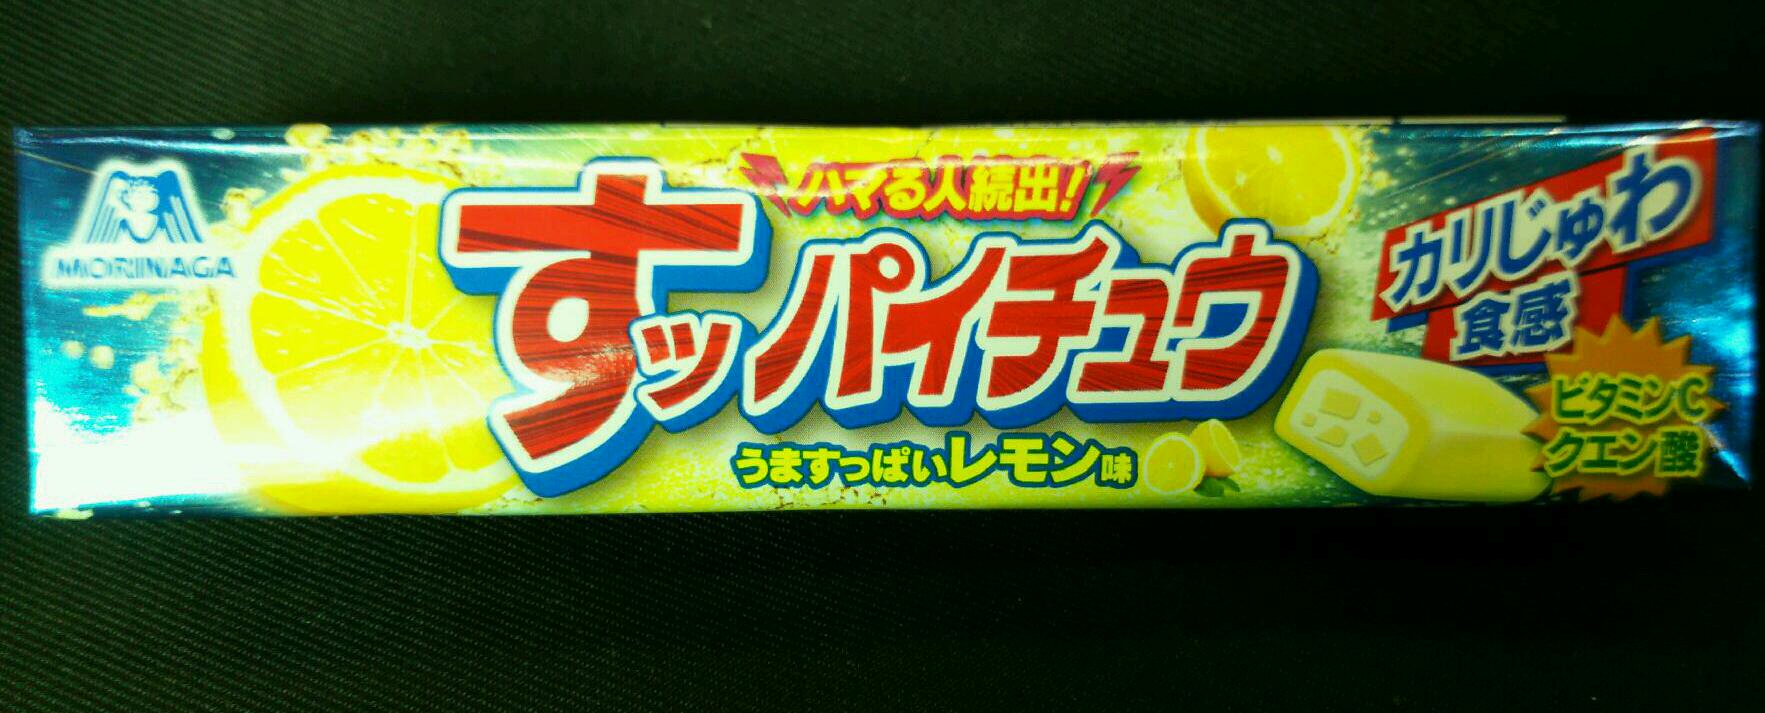 MORINAGA
ハマる人続出!
すッパイチュウ
うますっぱいレモン味
カリじゅわ
食感
ビタミンC
クエン酸